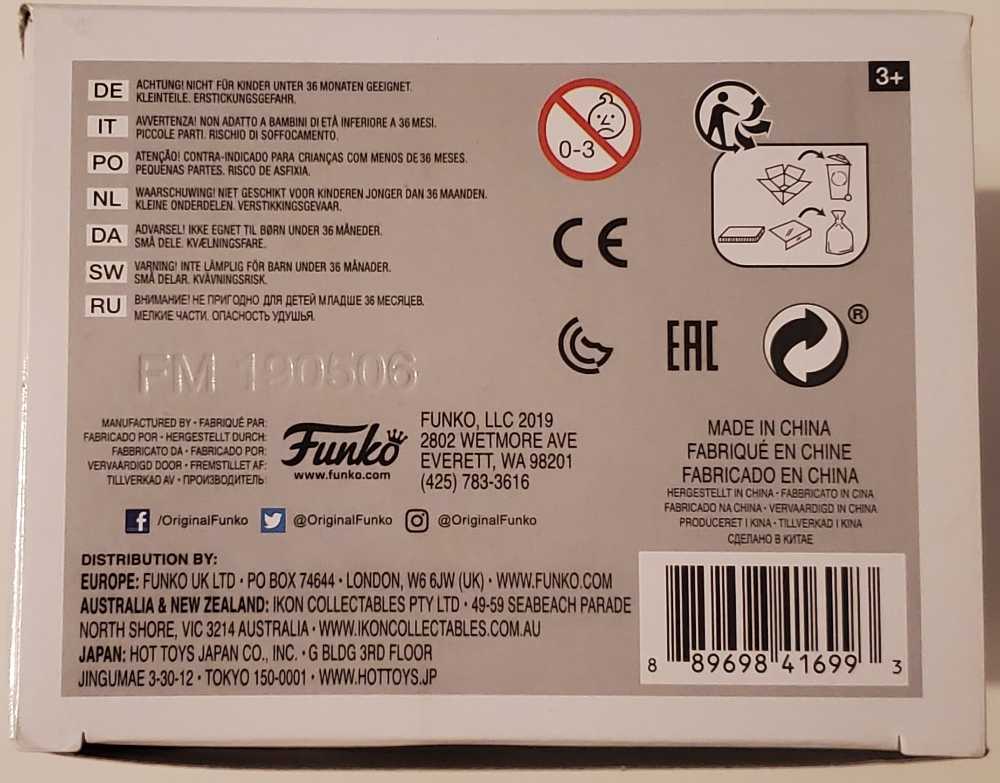 3+
DE ACHTUNG! NICHT FÜR KINDER UNTER 36 MONATEN GEEIGNET.
KLEINTEILE. ERSTICKUNGSGEFAHR.
IT AVVERTENZA! NON ADATTO A BAMBINI DI ETÀ INFERIORE A 36 MESI.
PICCOLE PARTI. RISCHIO DI SOFFOCAMENTO.
PO ATENÇÃO! CONTRA-INDICADO PARA CRIANÇAS COM MENOS DE 36 MESES.
PEQUENAS PARTES. RISCO DE ASFIXIA.
NL WAARSCHUWING! NIET GESCHIKT VOOR KINDEREN JONGER DAN 36 MAANDEN.
KLEINE ONDERDELEN. VERSTIKKINGSGEVAAR.
DA ADVARSEL! IKKE EGNET TIL BØRN UNDER 36 MÅNEDER.
SMÅ DELE. KVÆLNINGSFARE.
SW VARNING! INTE LÄMPLIG FÖR BARN UNDER 36 MÅNADER.
SMÅ DELAR. KVÄVNINGSRISK.
RU ВНИМАНИЕ! НЕ ПРИГОДНО ДЛЯ ДЕТЕЙ МЛАДШЕ 36 МЕСЯЦЕВ.
МЕЛКИЕ ЧАСТИ. ОПАСНОСТЬ УДУШЬЯ.
0-3
CE
EAC
®
FM 190506
MANUFACTURED BY • FABRIQUÉ PAR:
FABRICADO POR • HERGESTELLT DURCH:
FABBRICATO DA • FABRICADO POR:
VERVAARDIGD DOOR • FREMSTILLET AF:
TILLVERKAD AV • ПРОИЗВОДИТЕЛЬ:
Funko
www.funko.com
FUNKO, LLC 2019
2802 WETMORE AVE
EVERETT, WA 98201
(425) 783-3616
MADE IN CHINA
FABRIQUÉ EN CHINE
FABRICADO EN CHINA
HERGESTELLT IN CHINA • FABBRICATO IN CINA
FABRICADO NA CHINA • VERVAARDIGD IN CHINA
PRODUCERET I KINA • TILLVERKAD I KINA
СДЕЛАНО В КИТАЕ
/OriginalFunko @OriginalFunko @OriginalFunko
DISTRIBUTION BY:
EUROPE: FUNKO UK LTD • PO BOX 74644 • LONDON, W6 6JW (UK) • WWW.FUNKO.COM
AUSTRALIA & NEW ZEALAND: IKON COLLECTABLES PTY LTD • 49-59 SEABEACH PARADE
NORTH SHORE, VIC 3214 AUSTRALIA • WWW.IKONCOLLECTABLES.COM.AU
JAPAN: HOT TOYS JAPAN CO., INC. • G BLDG 3RD FLOOR
JINGUMAE 3-30-12 • TOKYO 150-0001 • WWW.HOTTOYS.JP
8 89698 41699 3